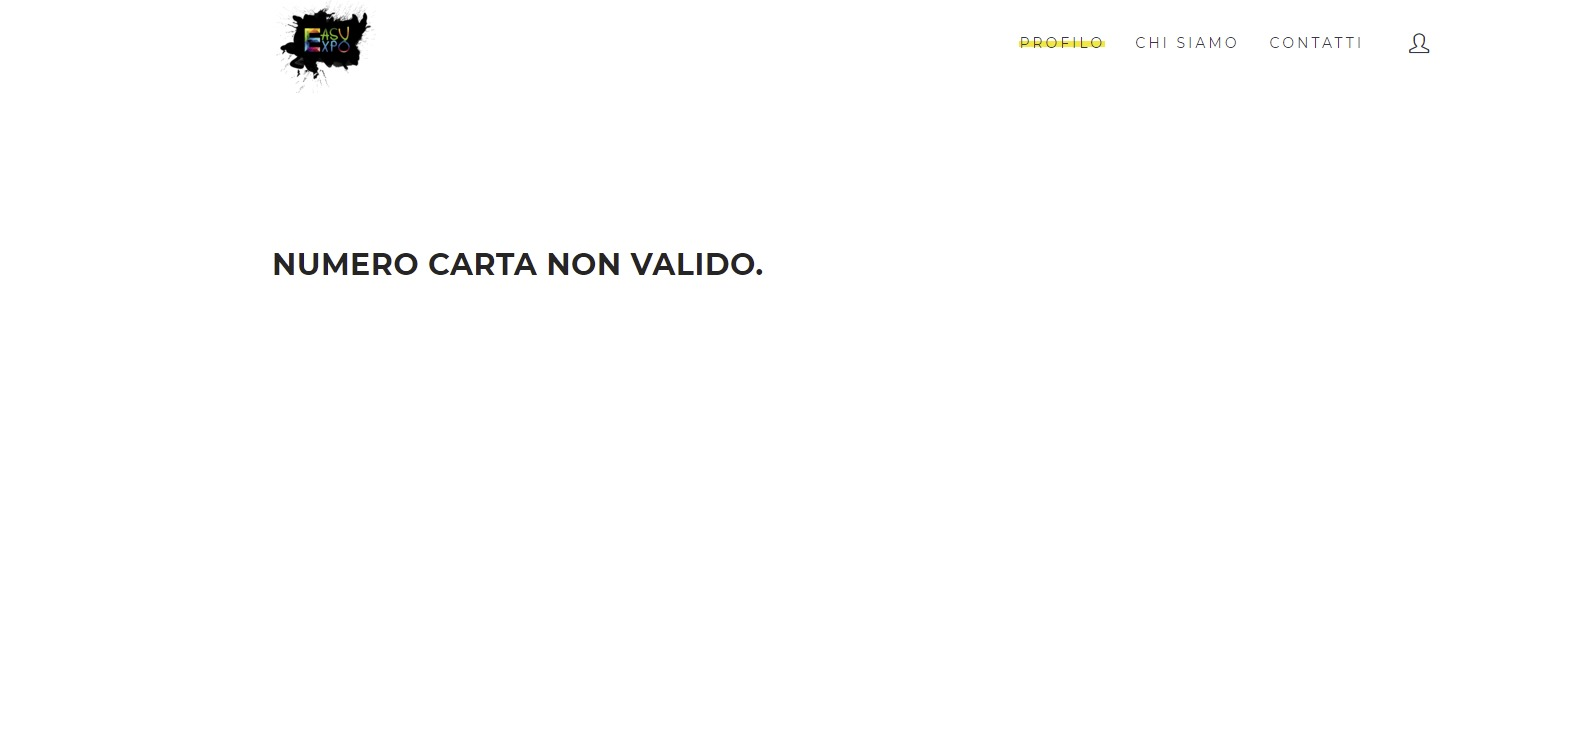 EASY
EXPO
PROFILO CHI SIAMO CONTATTI
NUMERO CARTA NON VALIDO.